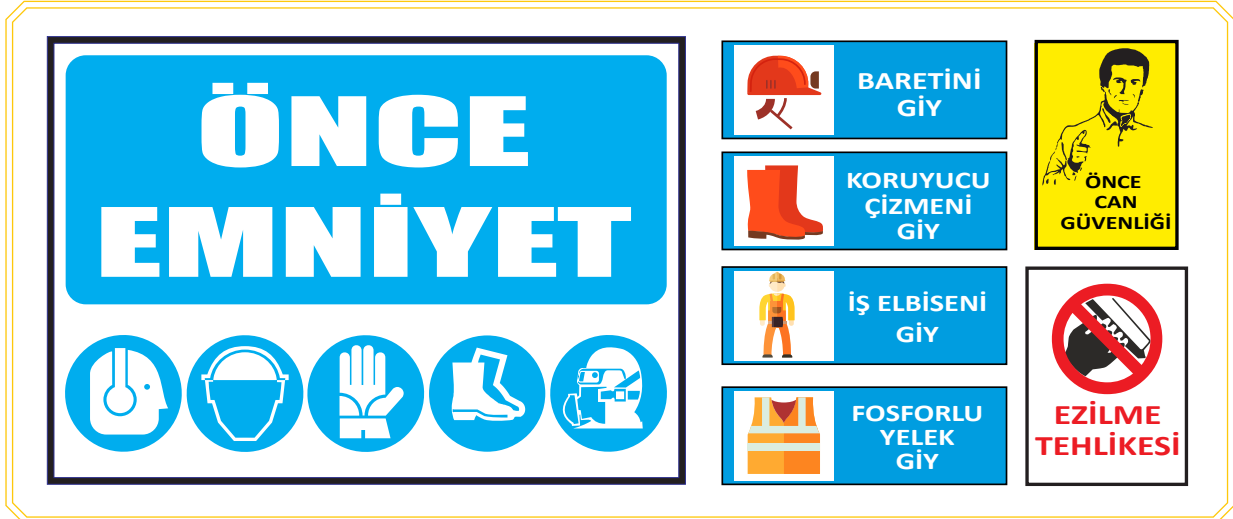 ÖNCE
EMNİYET
BARETİNİ
GİY
KORUYUCU
ÇİZMENİ
GİY
İŞ ELBİSENİ
GİY
FOSFORLU
YELEK
GİY
ÖNCE
CAN
GÜVENLİĞİ
EZİLME
TEHLİKESİ